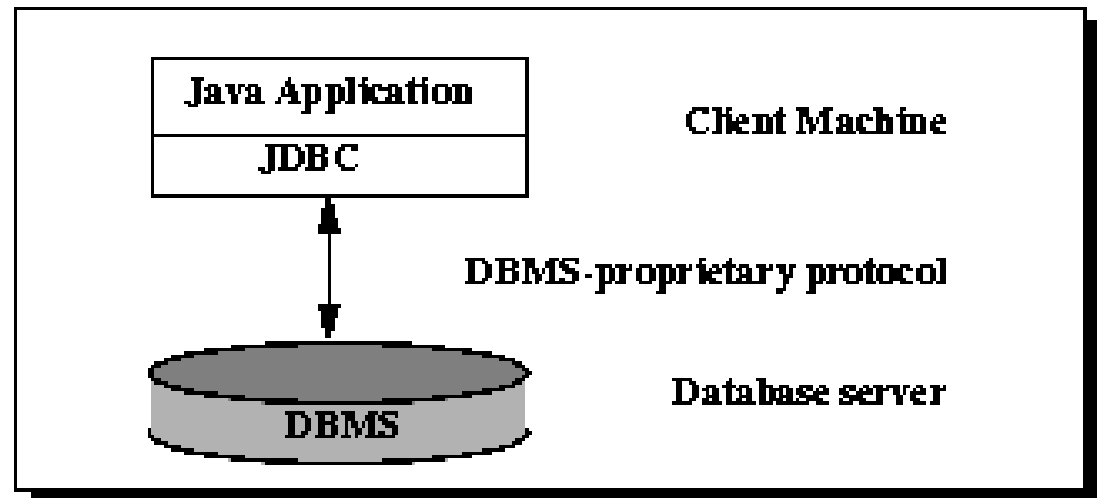 Java Application
Client Machine
JDBC
DBMS-proprietary protocol
Database server
DBMS